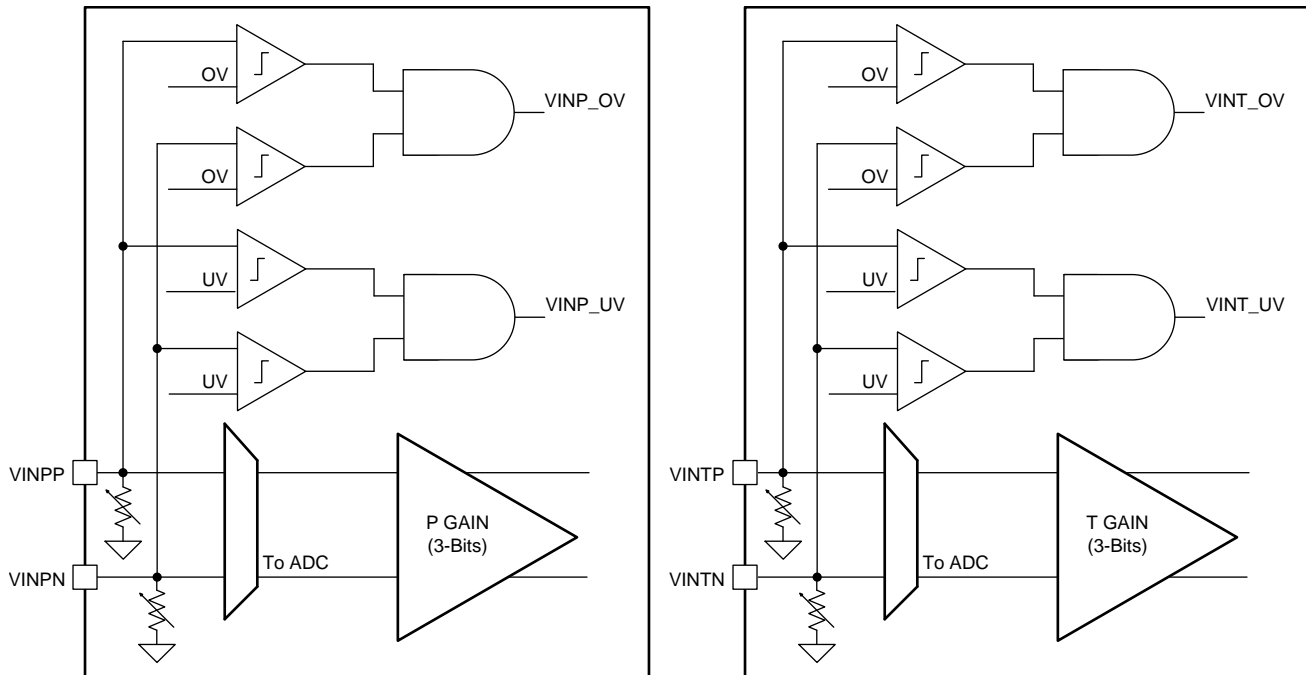 OV
VINP_OV
OV
UV
VINP_UV
UV
VINPP
P GAIN
(3-Bits)
VINPN
To ADC
OV
VINT_OV
OV
UV
VINT_UV
UV
VINTP
T GAIN
(3-Bits)
VINTN
To ADC